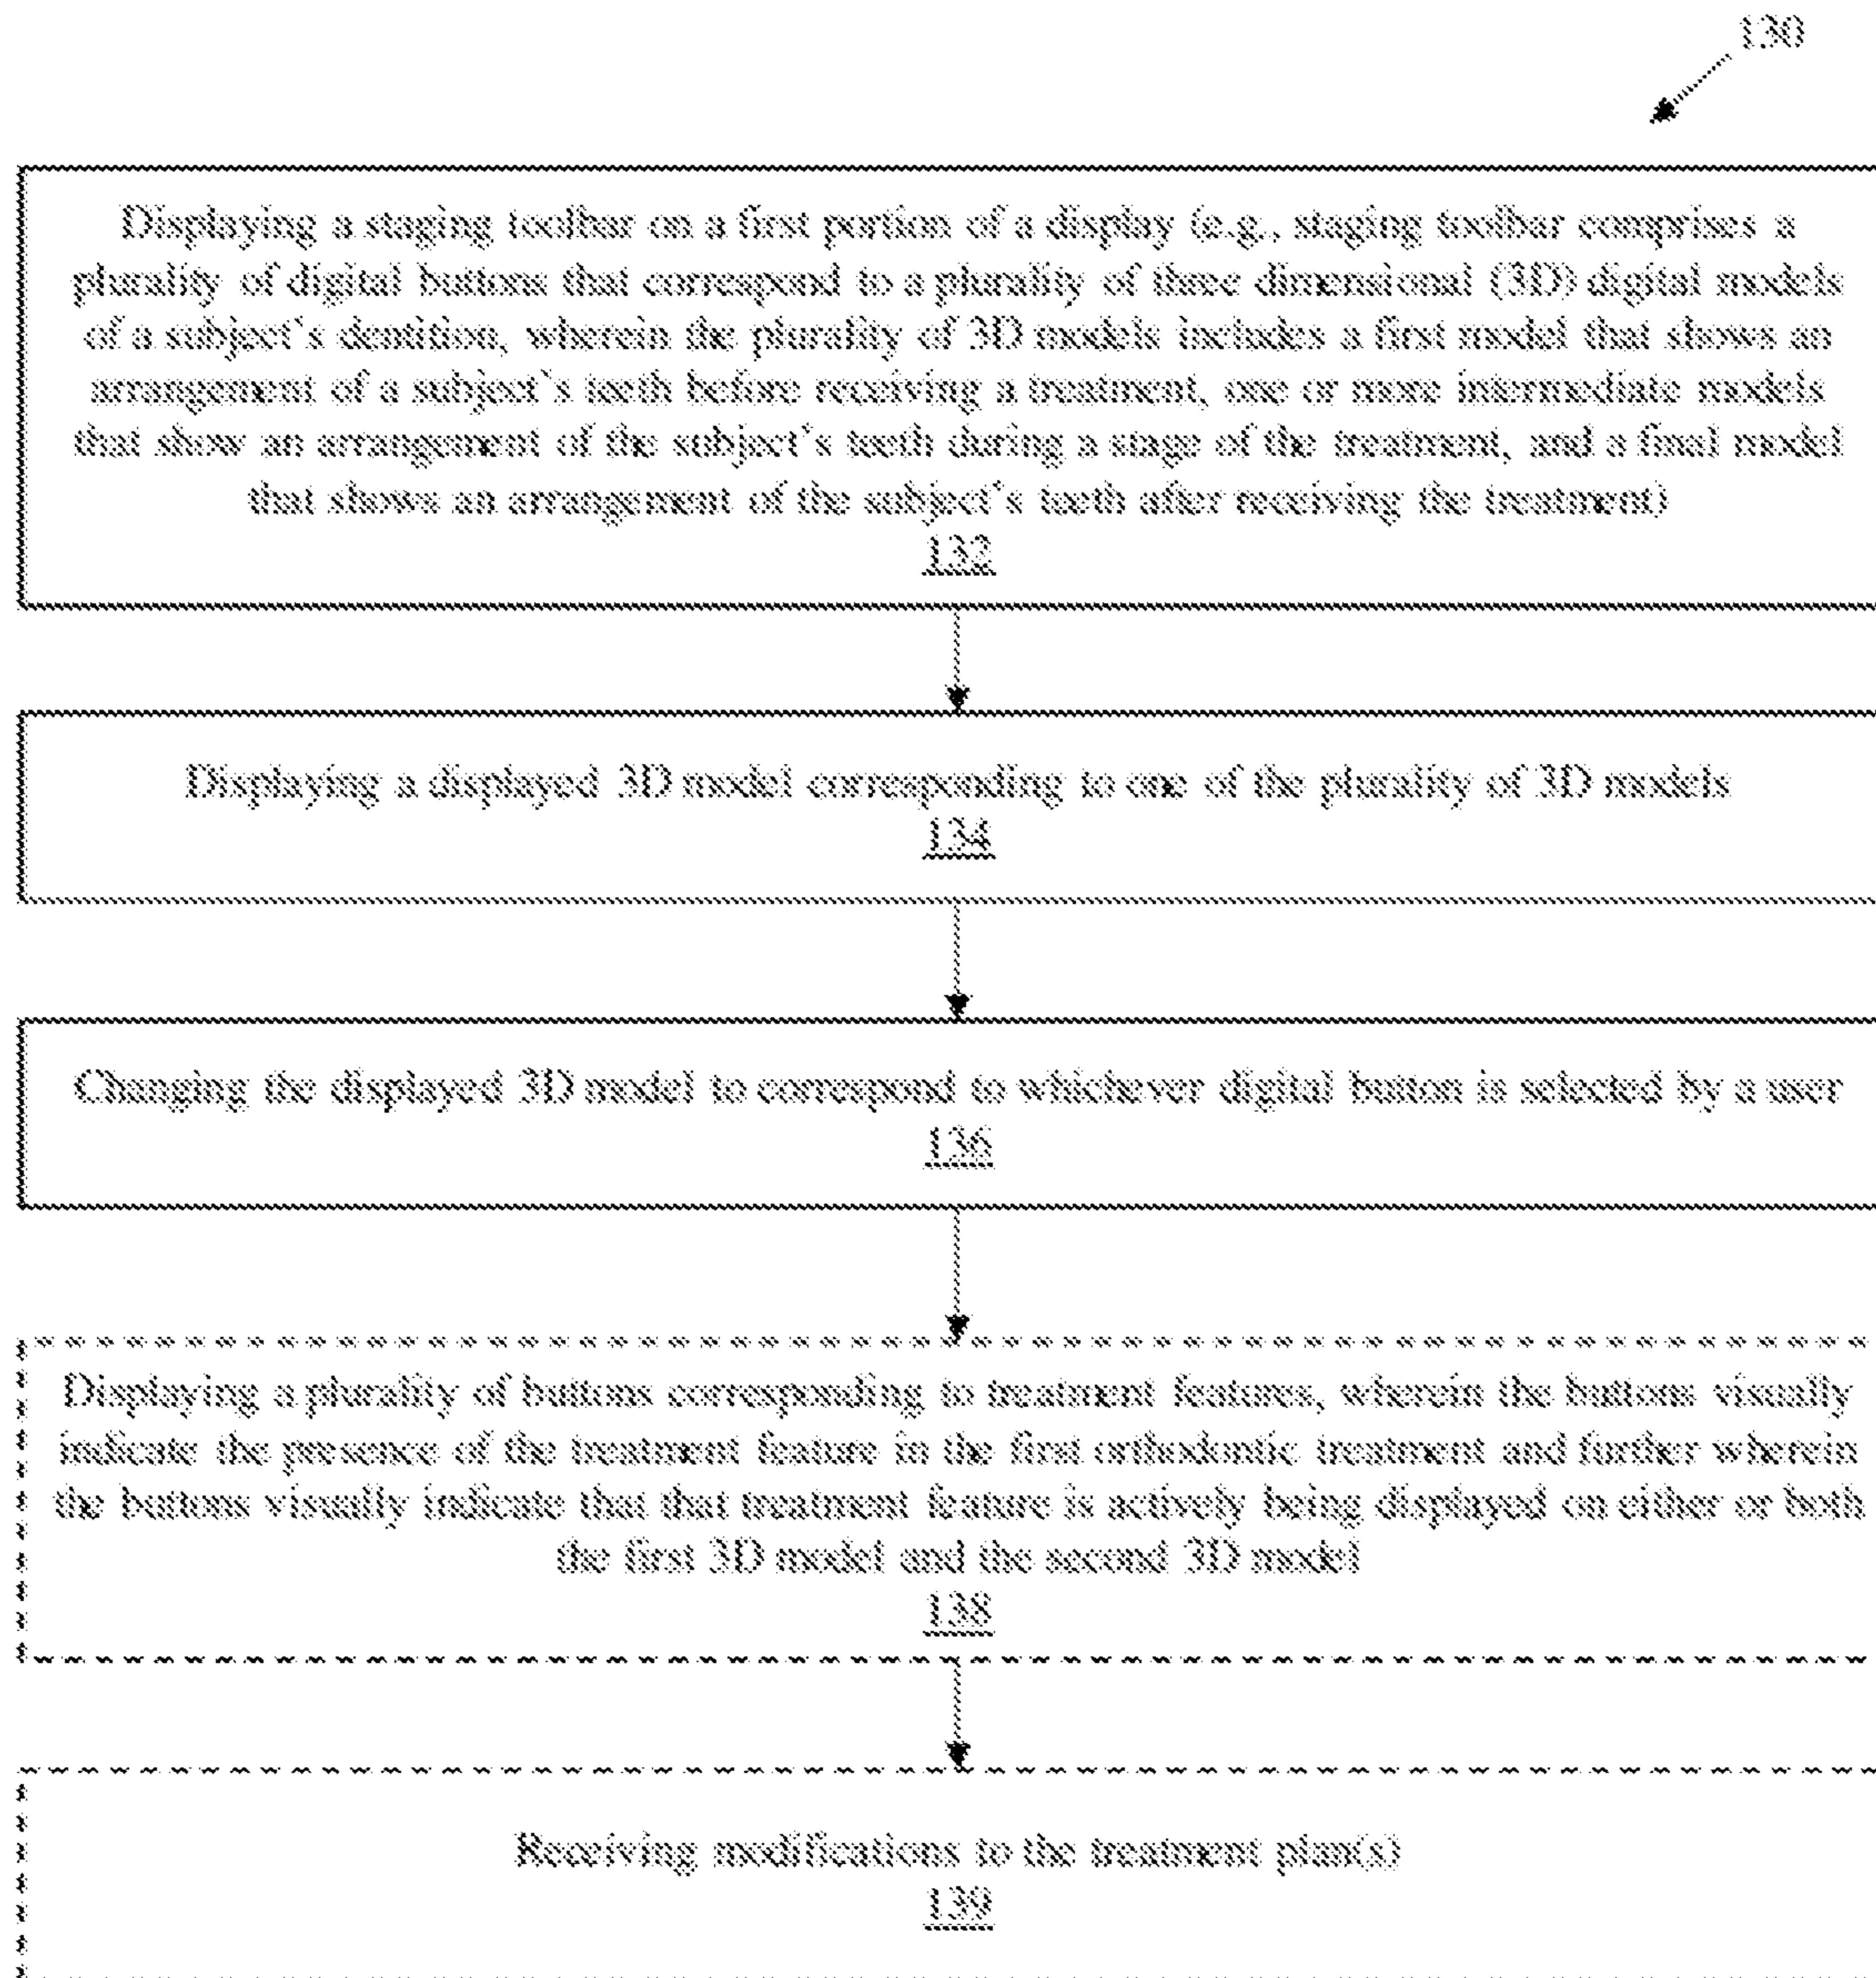 130
Displaying a staging toolbar on a first portion of a display (e.g., staging toolbar comprises a
plurality of digital buttons that correspond to a plurality of three dimensional (3D) digital models
of a subject's dentition, wherein the plurality of 3D models includes a first model that shows an
arrangement of a subject's teeth before receiving a treatment, one or more intermediate models
that show an arrangement of the subject's teeth during a stage of the treatment, and a final model
that shows an arrangement of the subject's teeth after receiving the treatment)
132
Displaying a displayed 3D model corresponding to one of the plurality of 3D models
134
Changing the displayed 3D model to correspond to whichever digital button is selected by a user
136
Displaying a plurality of buttons corresponding to treatment features, wherein the buttons visually
indicate the presence of the treatment feature in the first orthodontic treatment and further wherein
the buttons visually indicate that that treatment feature is actively being displayed on either or both
the first 3D model and the second 3D model
138
Receiving modifications to the treatment plan(s)
139